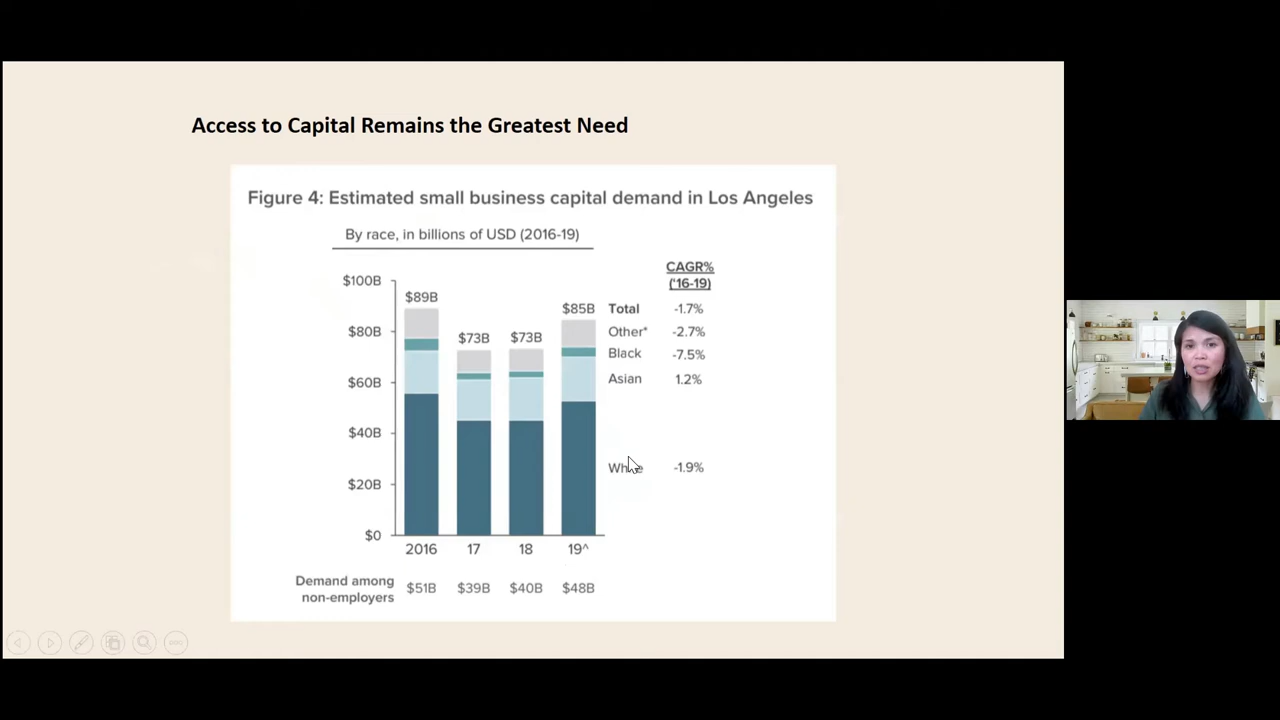 Access to Capital Remains the Greatest Need
Figure 4: Estimated small business capital demand in Los Angeles
By race, in billions of USD (2016-19)
CAGR%
('16-19)
$100B
$89B
$85B
Total -1.7%
$80B
$73B
$73B
Other* -2.7%
Black -7.5%
$60B
Asian 1.2%
$40B
-1.9%
$20B
$0
2016 17 18 19^
Demand among
non-employers
$51B $39B $40B $48B